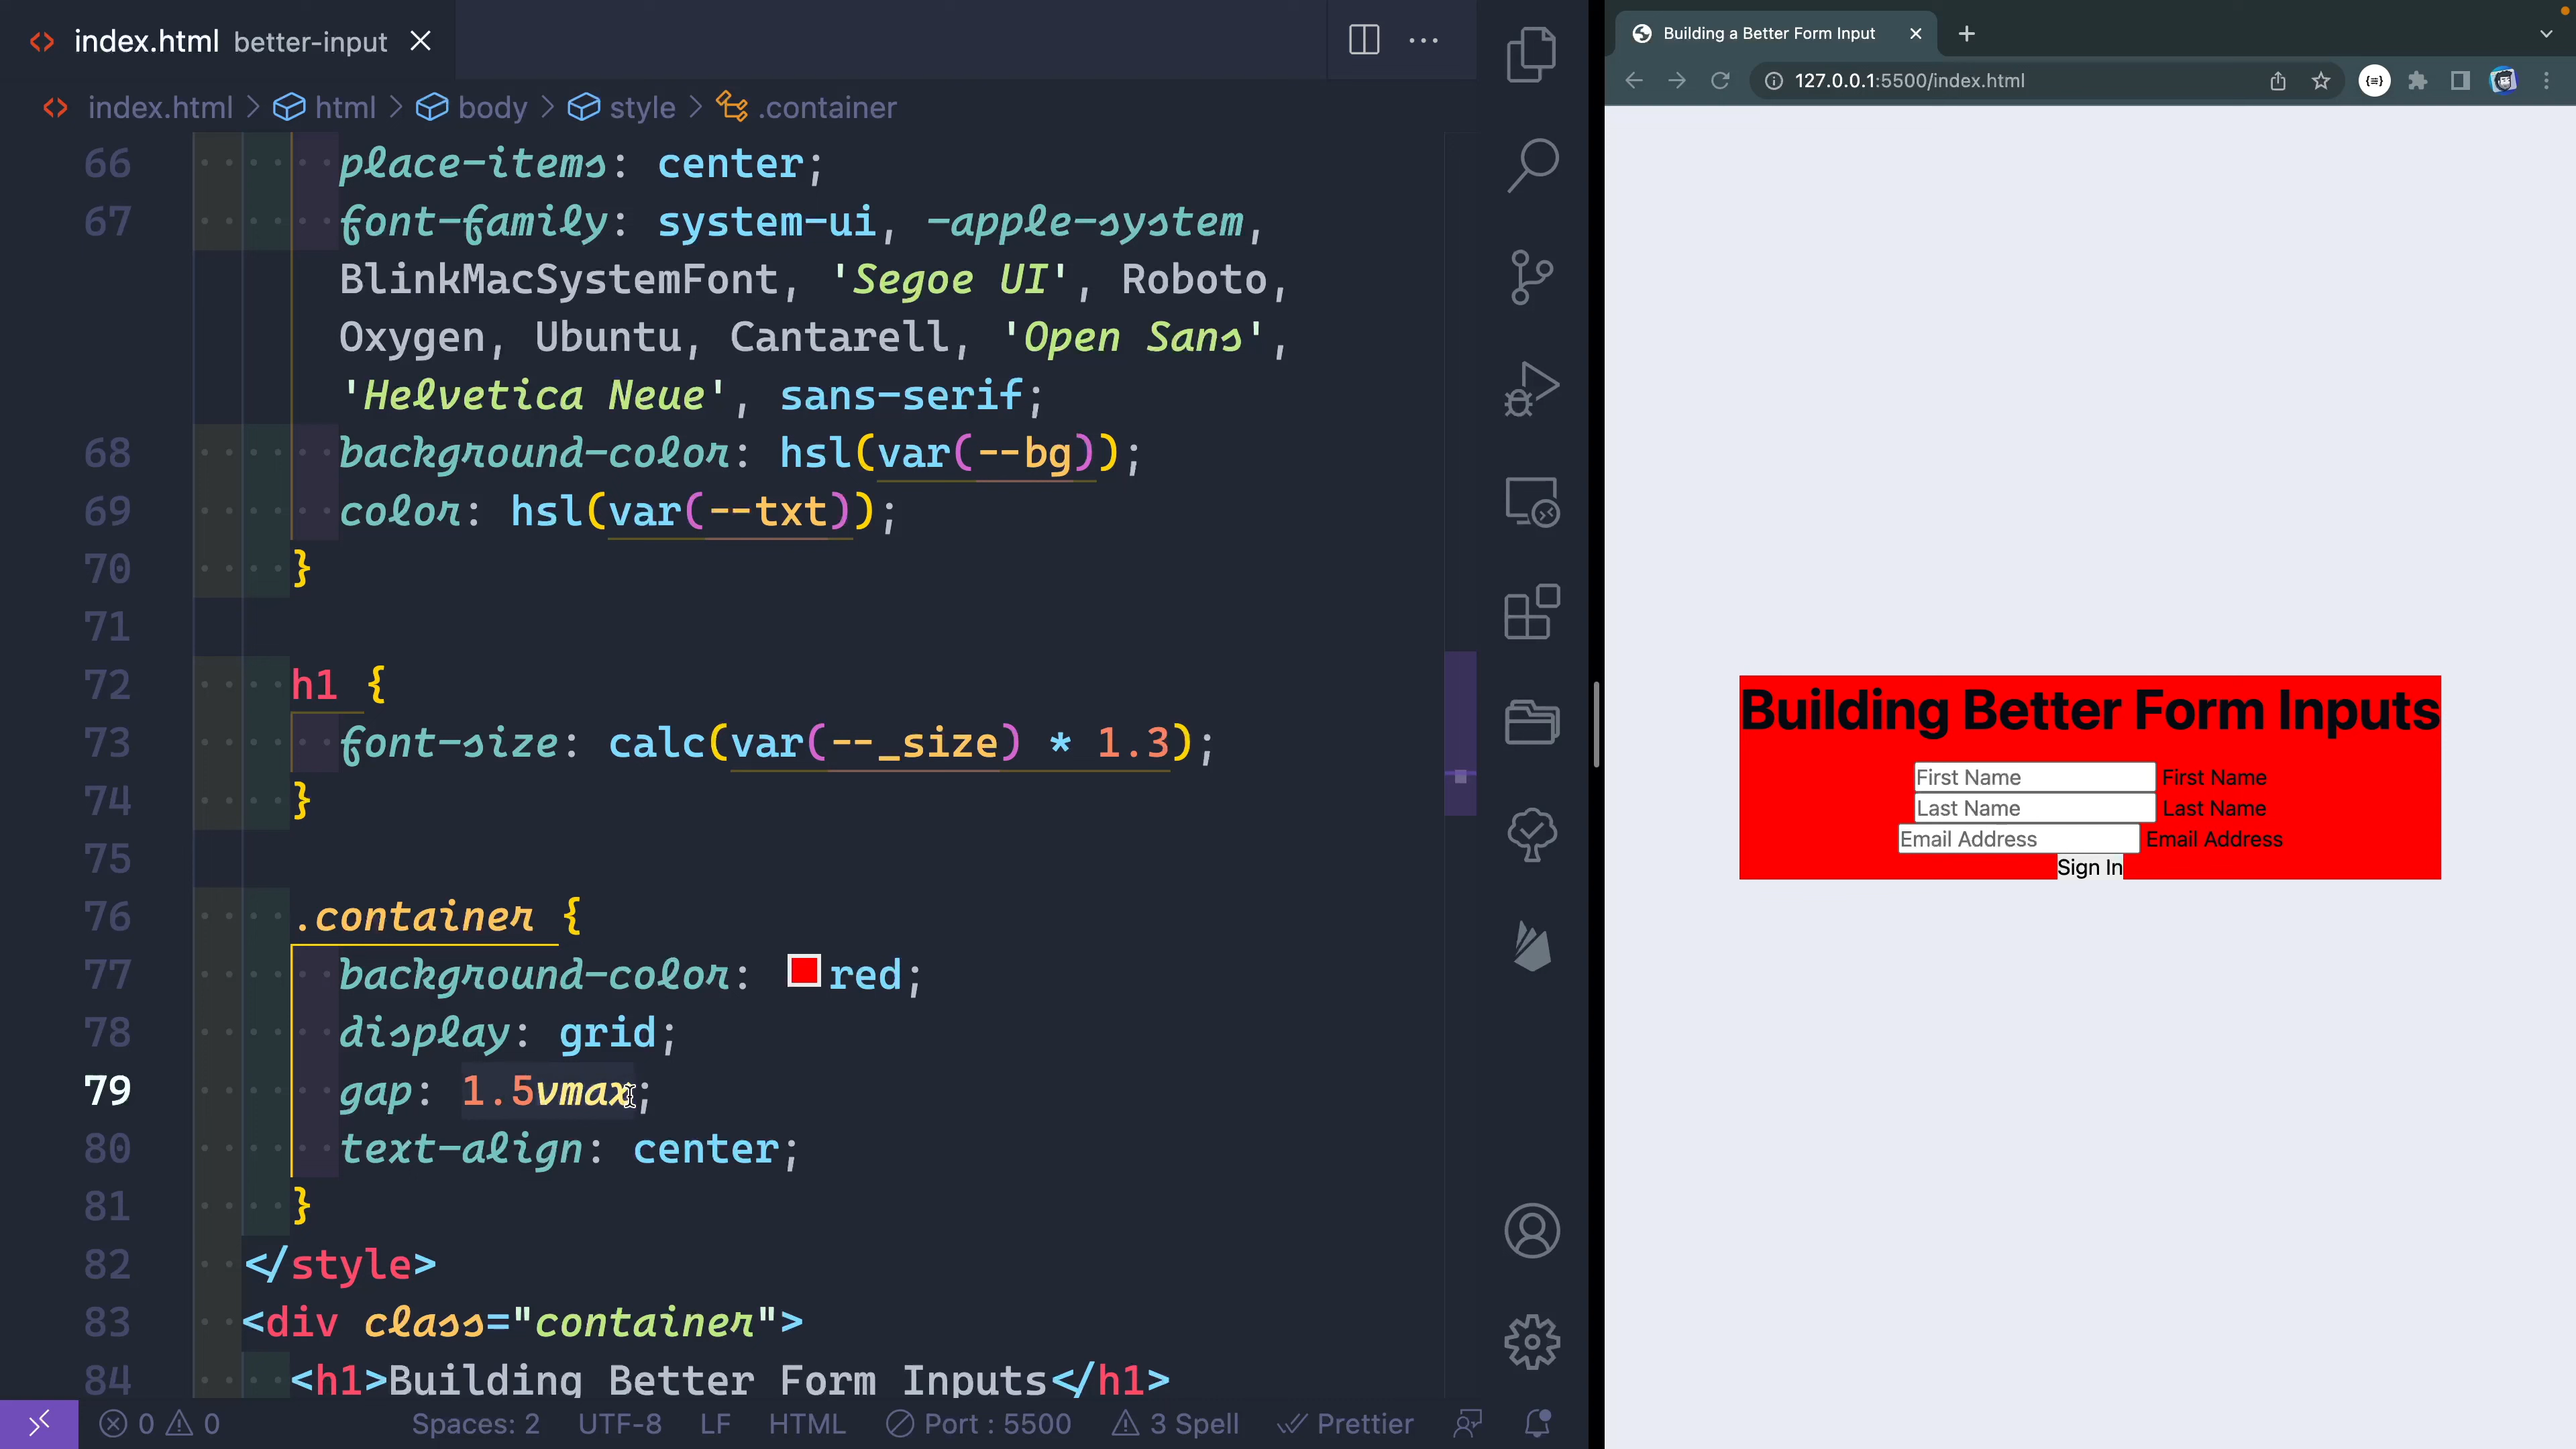 index.html better-input
index.html > html > body > style > .container
66 place-items: center;
67 font-family: system-ui, -apple-system,
BlinkMacSystemFont, 'Segoe UI', Roboto,
Oxygen, Ubuntu, Cantarell, 'Open Sans',
'Helvetica Neue', sans-serif;
68 background-color: hsl(var(--bg));
69 color: hsl(var(--txt));
70 }
71
72 h1 {
73 font-size: calc(var(--_size) * 1.3);
74 }
75
76 .container {
77 background-color: red;
78 display: grid;
79 gap: 1.5vmax;
80 text-align: center;
81 }
82 </style>
83 <div class="container">
84 <h1>Building Better Form Inputs</h1>
0 0 Spaces: 2 UTF-8 LF HTML Port : 5500 3 Spell Prettier
Building a Better Form Input
127.0.0.1:5500/index.html
Building Better Form Inputs
First Name First Name
Last Name Last Name
Email Address Email Address
Sign In